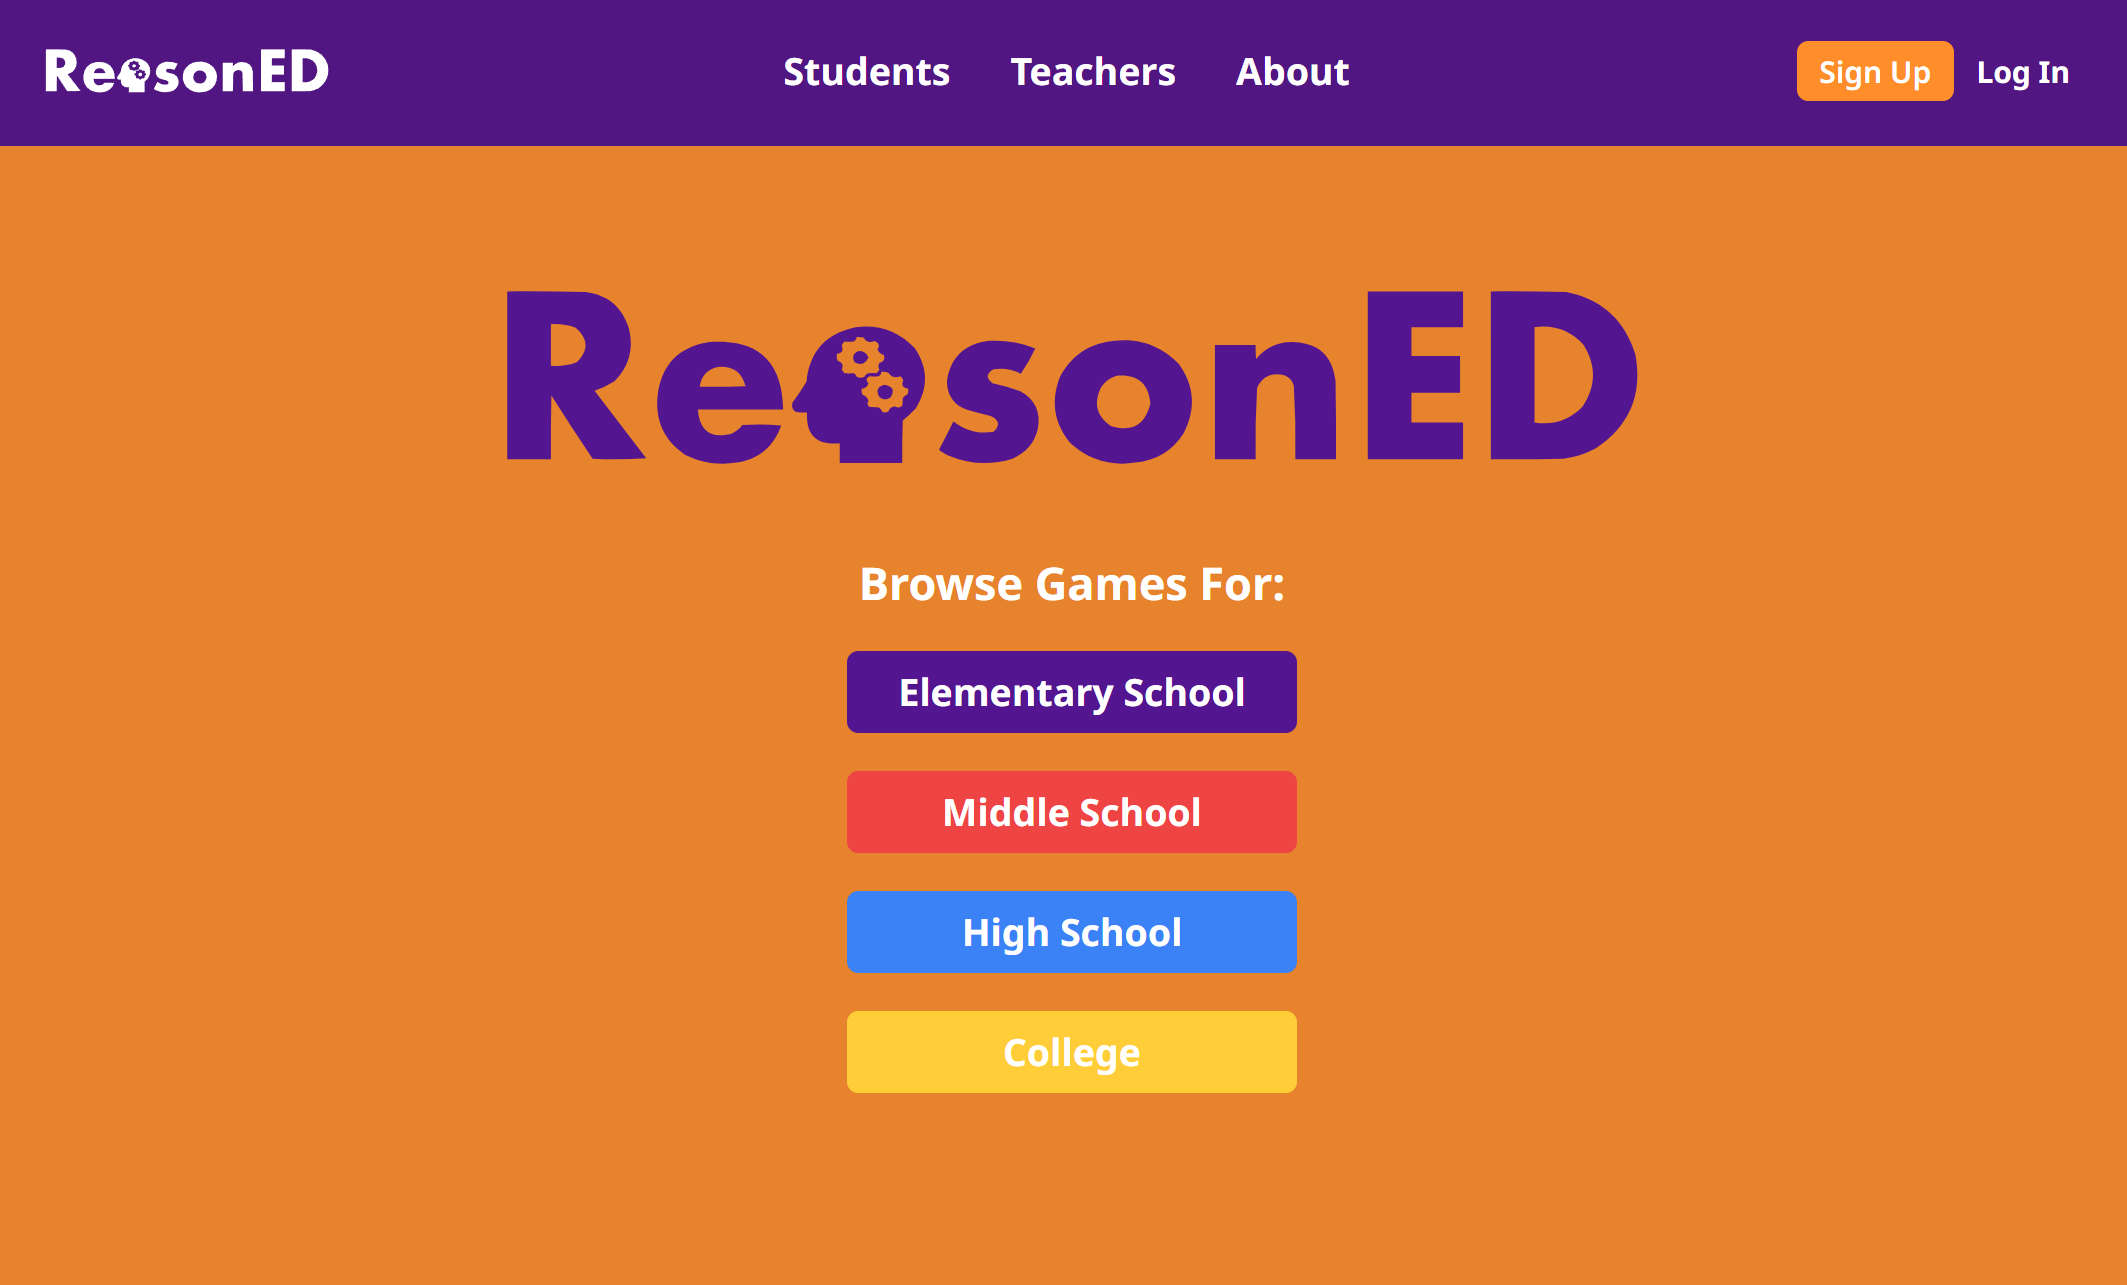 ReasonED
Students Teachers About
Sign Up Log In
ReasonED
Browse Games For:
Elementary School
Middle School
High School
College